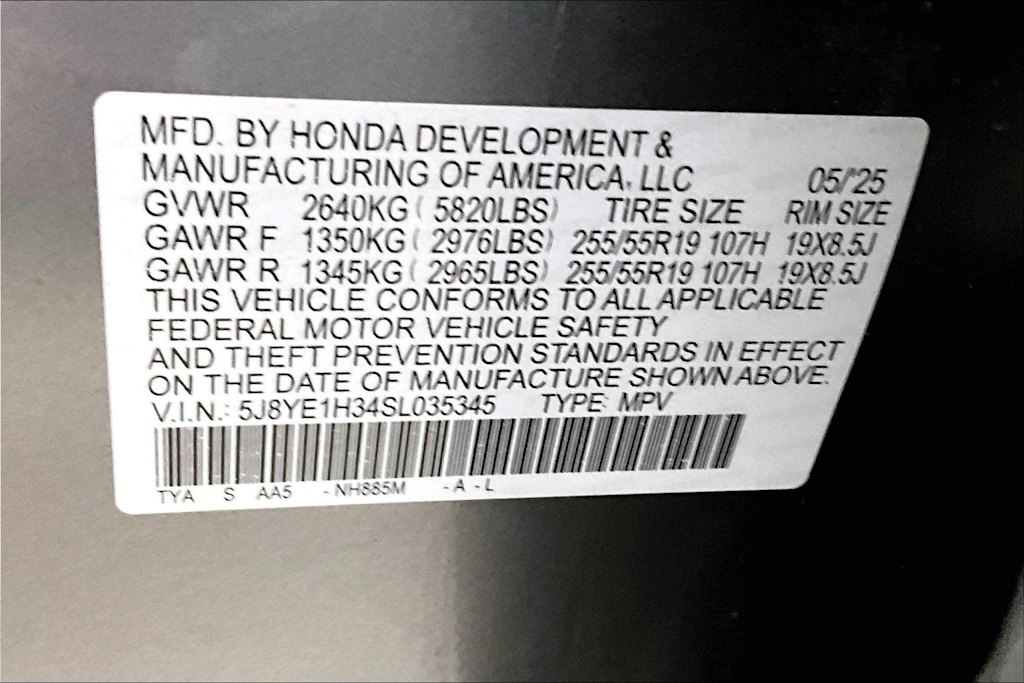 MFD. BY HONDA DEVELOPMENT &
MANUFACTURING OF AMERICA, LLC 05/'25
GVWR 2640KG ( 5820LBS) TIRE SIZE RIM SIZE
GAWR F 1350KG ( 2976LBS) 255/55R19 107H 19X8.5J
GAWR R 1345KG ( 2965LBS) 255/55R19 107H 19X8.5J
THIS VEHICLE CONFORMS TO ALL APPLICABLE
FEDERAL MOTOR VEHICLE SAFETY
AND THEFT PREVENTION STANDARDS IN EFFECT
ON THE DATE OF MANUFACTURE SHOWN ABOVE.
V.I.N.: 5J8YE1H34SL035345 TYPE: MPV
TYA S AA5 - NH885M - A - L